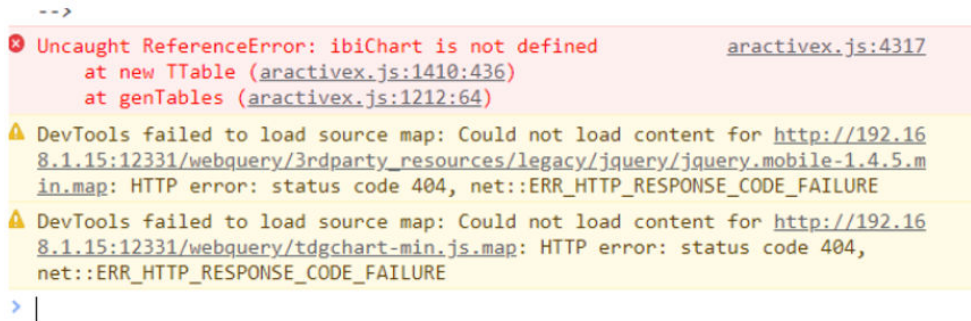 -->
Uncaught ReferenceError: ibiChart is not defined aractivex.js:4317
at new TTable (aractivex.js:1410:436)
at genTables (aractivex.js:1212:64)
DevTools failed to load source map: Could not load content for http://192.16
8.1.15:12331/webquery/3rdparty_resources/legacy/jquery/jquery.mobile-1.4.5.m
in.map: HTTP error: status code 404, net::ERR_HTTP_RESPONSE_CODE_FAILURE
DevTools failed to load source map: Could not load content for http://192.16
8.1.15:12331/webquery/tdgchart-min.js.map: HTTP error: status code 404,
net::ERR_HTTP_RESPONSE_CODE_FAILURE
>